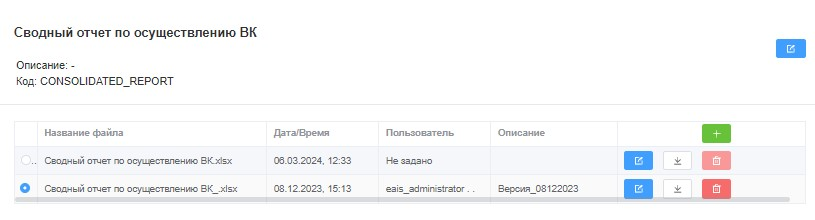 Сводный отчет по осуществлению ВК
Описание: -
Код: CONSOLIDATED_REPORT
Название файла Дата/Время Пользователь Описание
Сводный отчет по осуществлению ВК.xlsx 06.03.2024, 12:33 Не задано
Сводный отчет по осуществлению ВК_.xlsx 08.12.2023, 15:13 eais_administrator . . Версия_08122023